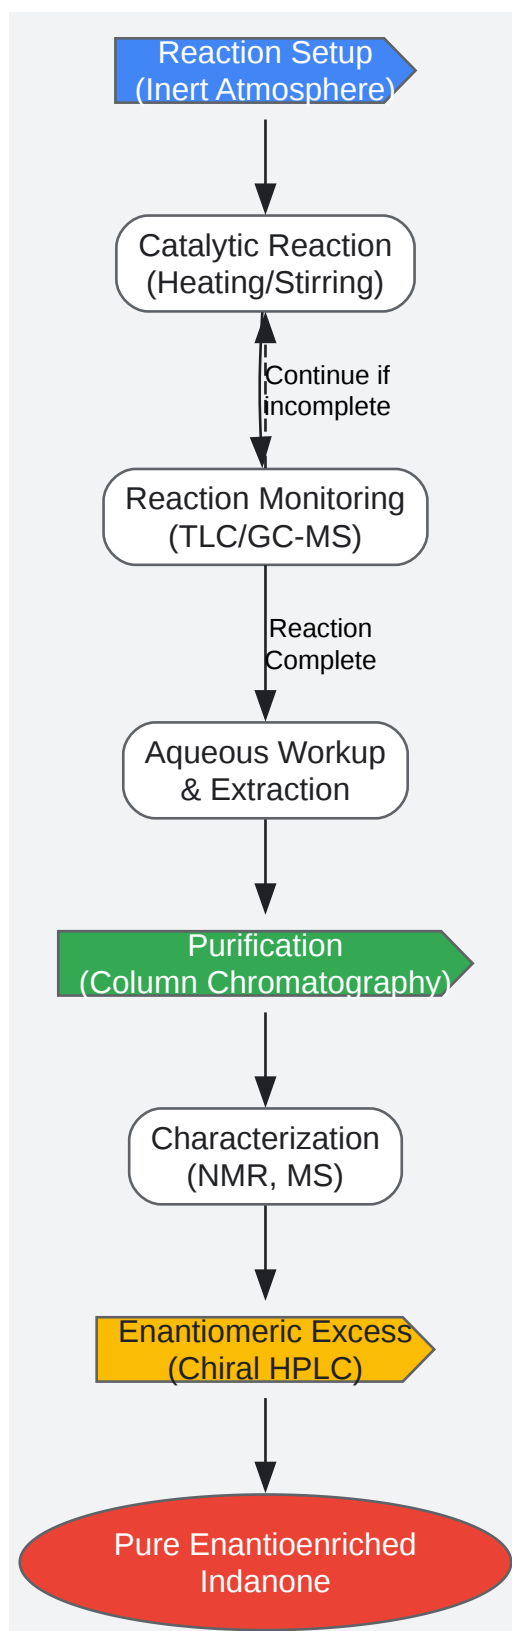 Reaction Setup
(Inert Atmosphere)
Catalytic Reaction
(Heating/Stirring)
Continue if
incomplete
Reaction Monitoring
(TLC/GC-MS)
Reaction
Complete
Aqueous Workup
& Extraction
Purification
(Column Chromatography)
Characterization
(NMR, MS)
Enantiomeric Excess
(Chiral HPLC)
Pure Enantioenriched
Indanone